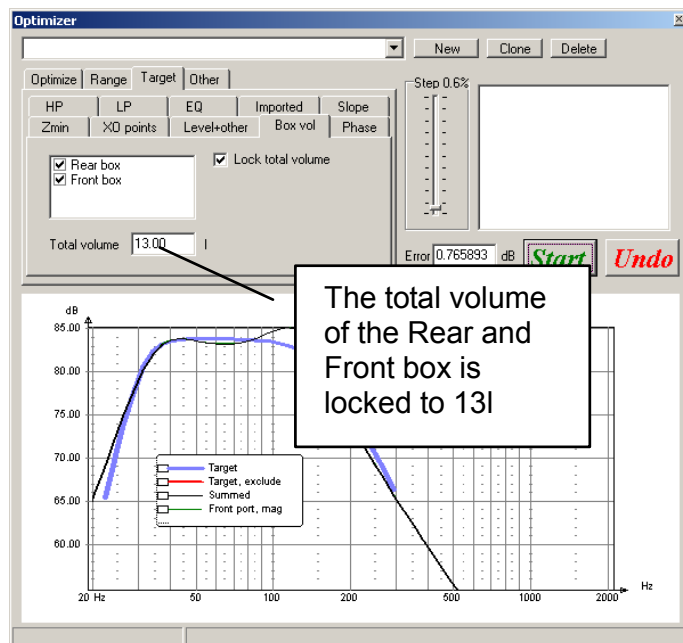 Optimizer
New Clone Delete
Optimize Range Target Other
HP LP EQ Imported Slope
Zmin XO points Level+other Box vol Phase
Rear box
Front box
Lock total volume
Total volume 13.00 l
Step 0.6%
Error 0.765893 dB Start Undo
The total volume
of the Rear and
Front box is
locked to 13l
dB
85.00
80.00
75.00
70.00
65.00
60.00
Target
Target, exclude
Summed
Front port, mag
20 Hz 50 100 200 500 1000 2000 Hz